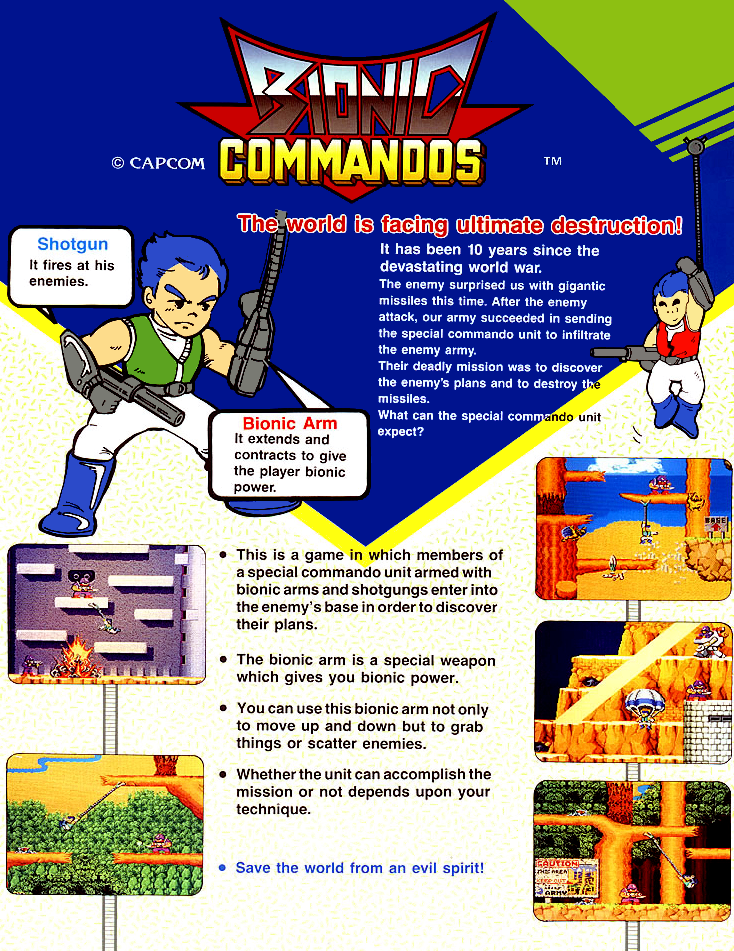 BIONIC
COMMANDOS
© CAPCOM
TM
The world is facing ultimate destruction!
Shotgun
It fires at his
enemies.
It has been 10 years since the
devastating world war.
The enemy surprised us with gigantic
missiles this time. After the enemy
attack, our army succeeded in sending
the special commando unit to infiltrate
the enemy army.
Their deadly mission was to discover
the enemy's plans and to destroy the
missiles.
What can the special commando unit
expect?
Bionic Arm
It extends and
contracts to give
the player bionic
power.
BASE
• This is a game in which members of
a special commando unit armed with
bionic arms and shotgungs enter into
the enemy's base in order to discover
their plans.
• The bionic arm is a special weapon
which gives you bionic power.
• You can use this bionic arm not only
to move up and down but to grab
things or scatter enemies.
• Whether the unit can accomplish the
mission or not depends upon your
technique.
• Save the world from an evil spirit!
CAUTION
THIS AREA
KEEP OUT
ARMY